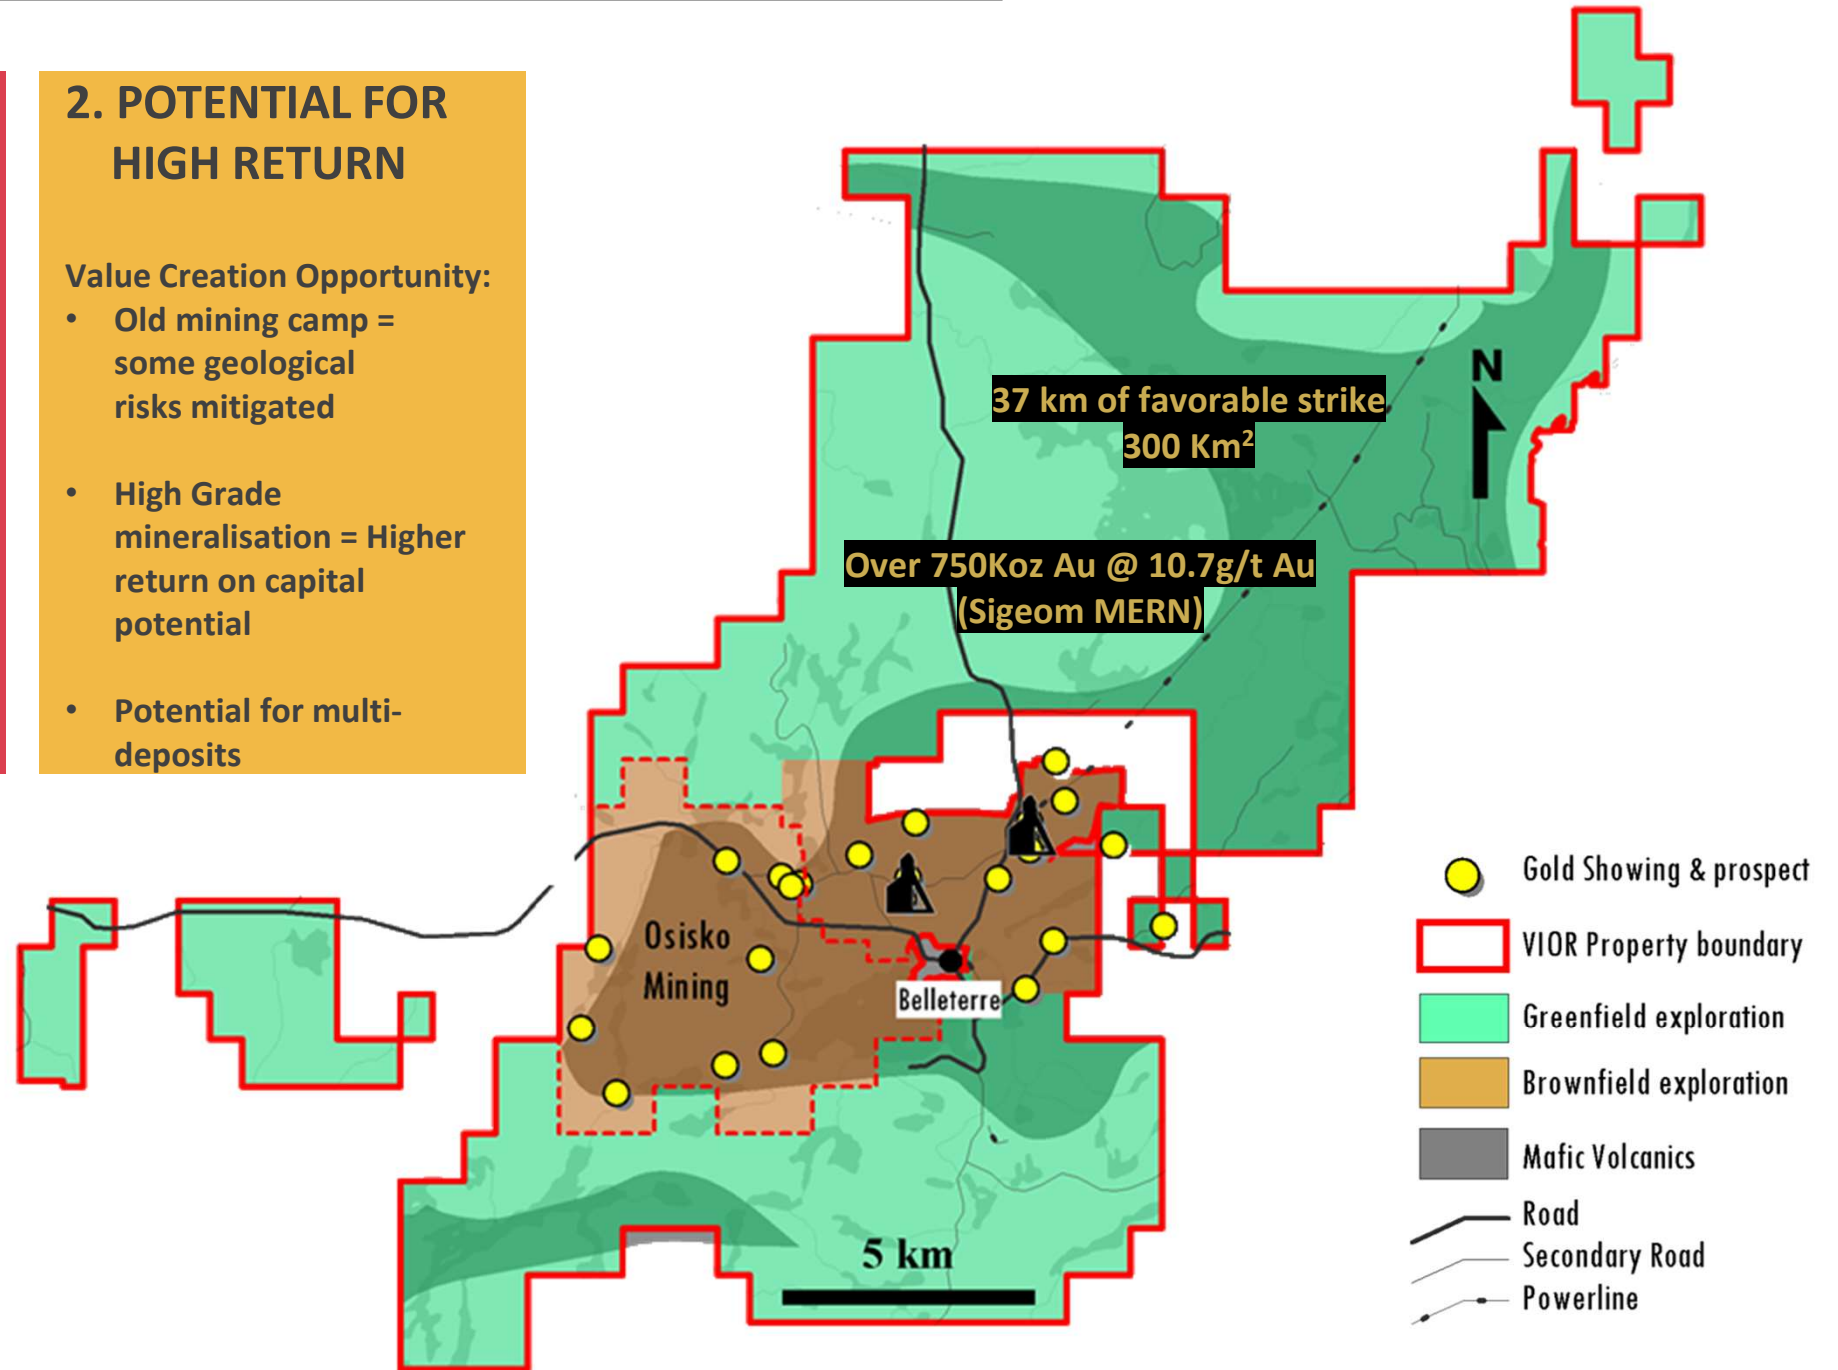 2. POTENTIAL FOR
HIGH RETURN
Value Creation Opportunity:
• Old mining camp =
some geological
risks mitigated
• High Grade
mineralisation = Higher
return on capital
potential
• Potential for multi-
deposits
N
37 km of favorable strike
300 Km²
Over 750Koz Au @ 10.7g/t Au
(Sigeom MERN)
Osisko
Mining
Belleterre
5 km
Gold Showing & prospect
VIOR Property boundary
Greenfield exploration
Brownfield exploration
Mafic Volcanics
Road
Secondary Road
Powerline